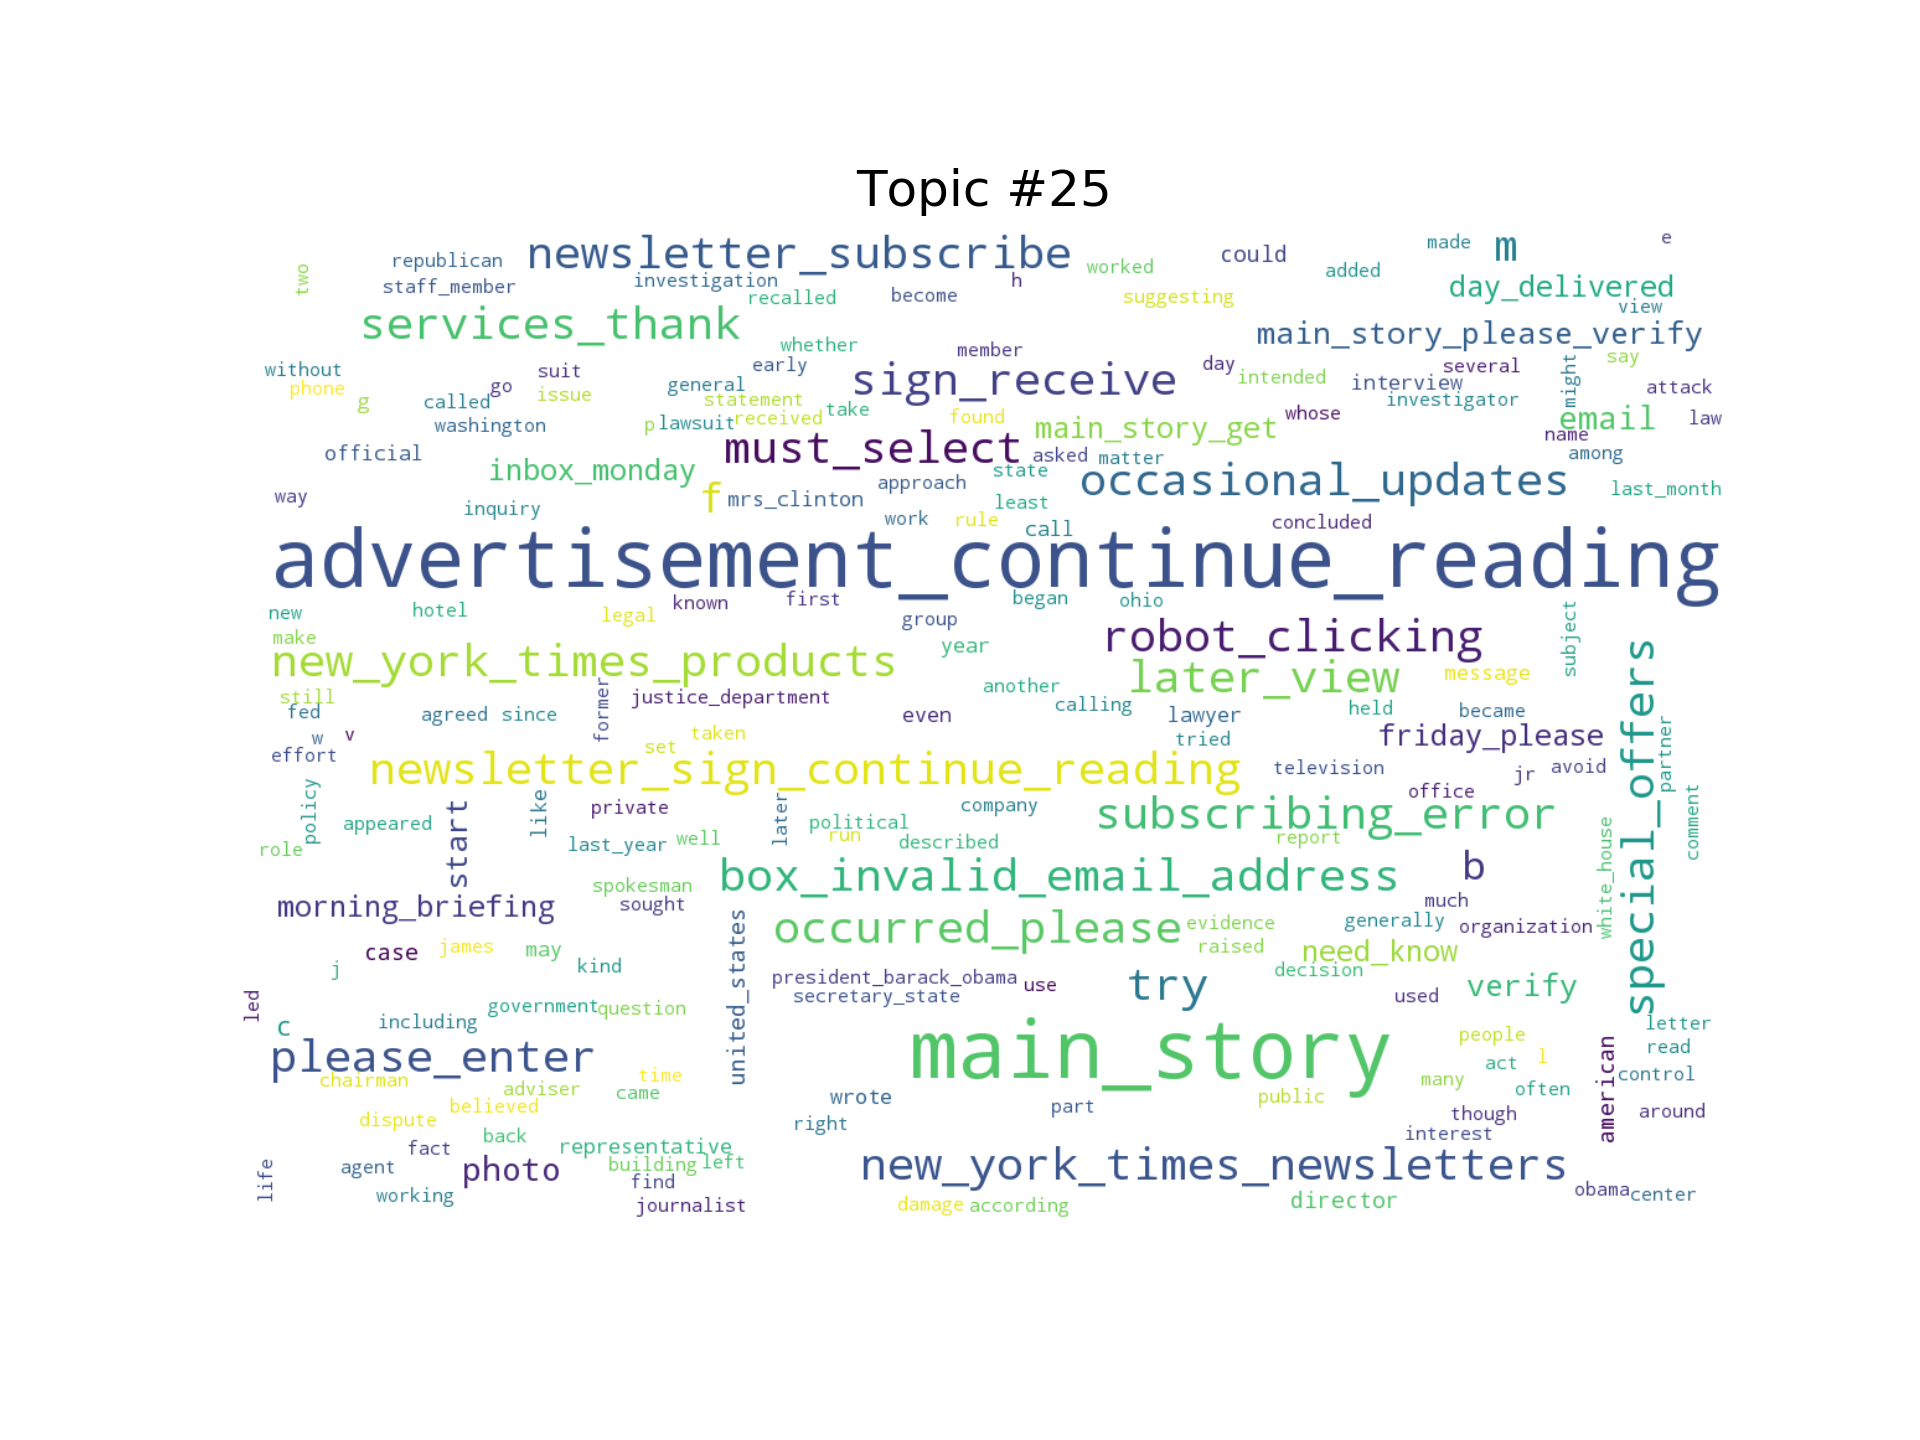 Topic #25
newsletter_subscribe
m
e
made
could
republican
worked
added
two
investigation
h
staff_member
recalled
become
suggesting
day_delivered
view
services_thank
main_story_please_verify
whether
member
early
day
several
might
say
without
suit
sign_receive
intended
interview
attack
phone
go
issue
general
statement
investigator
g
called
received
take
found
whose
email
law
washington
p
lawsuit
must_select
main_story_get
name
official
asked
matter
among
inbox_monday
state
approach
occasional_updates
last_month
way
f
mrs_clinton
least
inquiry
work
rule
call
concluded
advertisement_continue_reading
new
hotel
legal
known
first
began
ohio
group
make
year
robot_clicking
subject
new_york_times_products
later_view
message
special_offers
still
former
justice_department
another
calling
held
became
fed
agreed
since
even
lawyer
w
v
taken
tried
friday_please
partner
effort
set
newsletter_sign_continue_reading
television
jr
avoid
office
policy
start
like
private
later
company
subscribing_error
comment
appeared
political
run
report
role
last_year
well
described
white_house
box_invalid_email_address
b
spokesman
much
morning_briefing
sought
united_states
occurred_please
evidence
generally
organization
case
james
may
raised
need_know
j
kind
president_barack_obama
use
try
decision
verify
led
secretary_state
used
government
question
c
including
main_story
people
letter
please_enter
american
read
act
l
chairman
time
many
control
adviser
came
often
believed
wrote
part
public
though
around
dispute
right
interest
back
fact
representative
life
agent
photo
building
left
new_york_times_newsletters
find
working
obama
center
journalist
damage
according
director